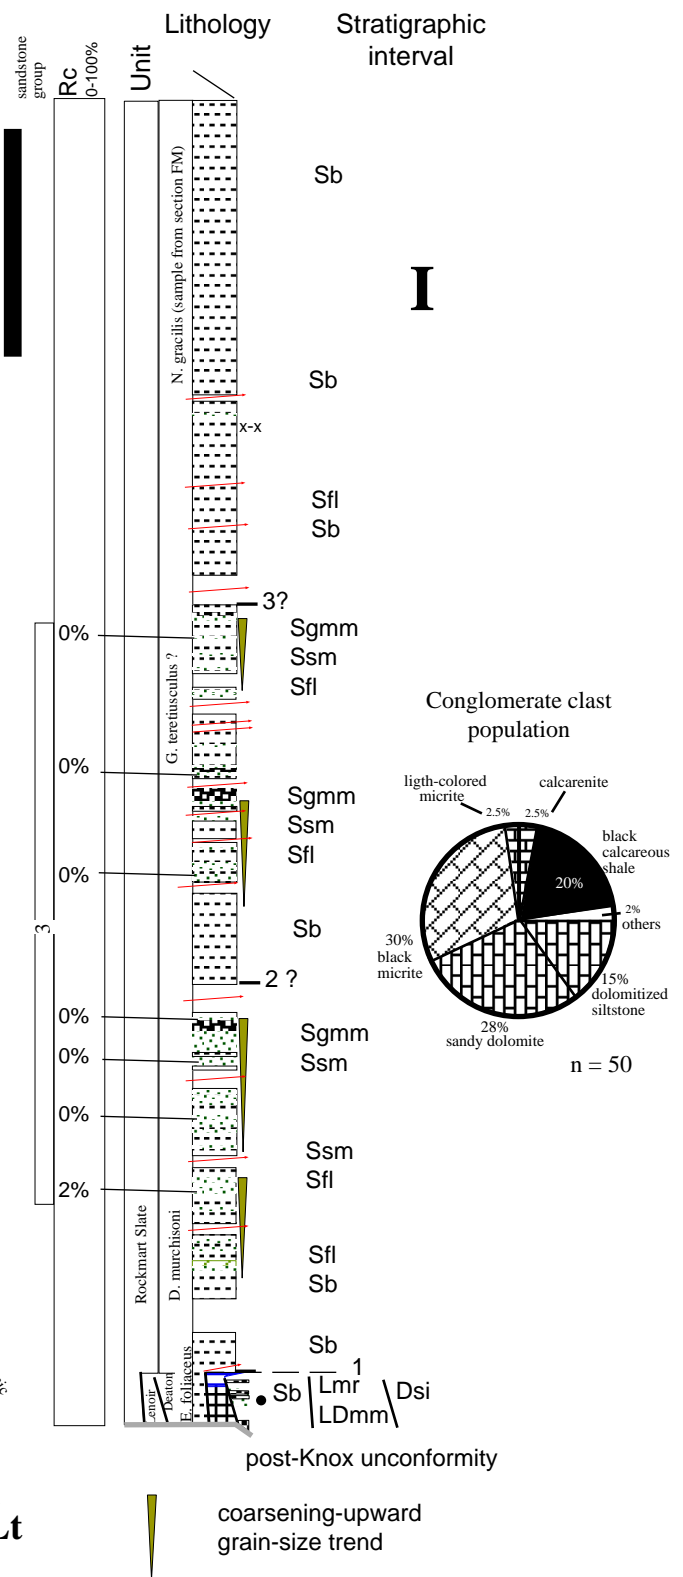 Lithology
Stratigraphic
interval
sandstone
group
Rc
0-100%
Unit
N. gracilis (sample from section FM)
Sb
I
Sb
x-x
Sfl
Sb
3?
0%
Sgmm
Ssm
Sfl
G. teretiusculus ?
0%
Sgmm
Ssm
Sfl
0%
Sb
3
2 ?
0%
Sgmm
0%
Ssm
0%
Ssm
Sfl
2%
Rockmart Slate
D. murchisoni
Sfl
Sb
Sb
1
Lenoir
Deaton
E. foliaceus
Sb
Lmr
LDmm
Dsi
post-Knox unconformity
coarsening-upward
grain-size trend
Conglomerate clast
population
ligth-colored
micrite
2.5%
2.5%
calcarenite
black
calcareous
shale
20%
2%
others
15%
dolomitized
siltstone
28%
sandy dolomite
30%
black
micrite
n = 50